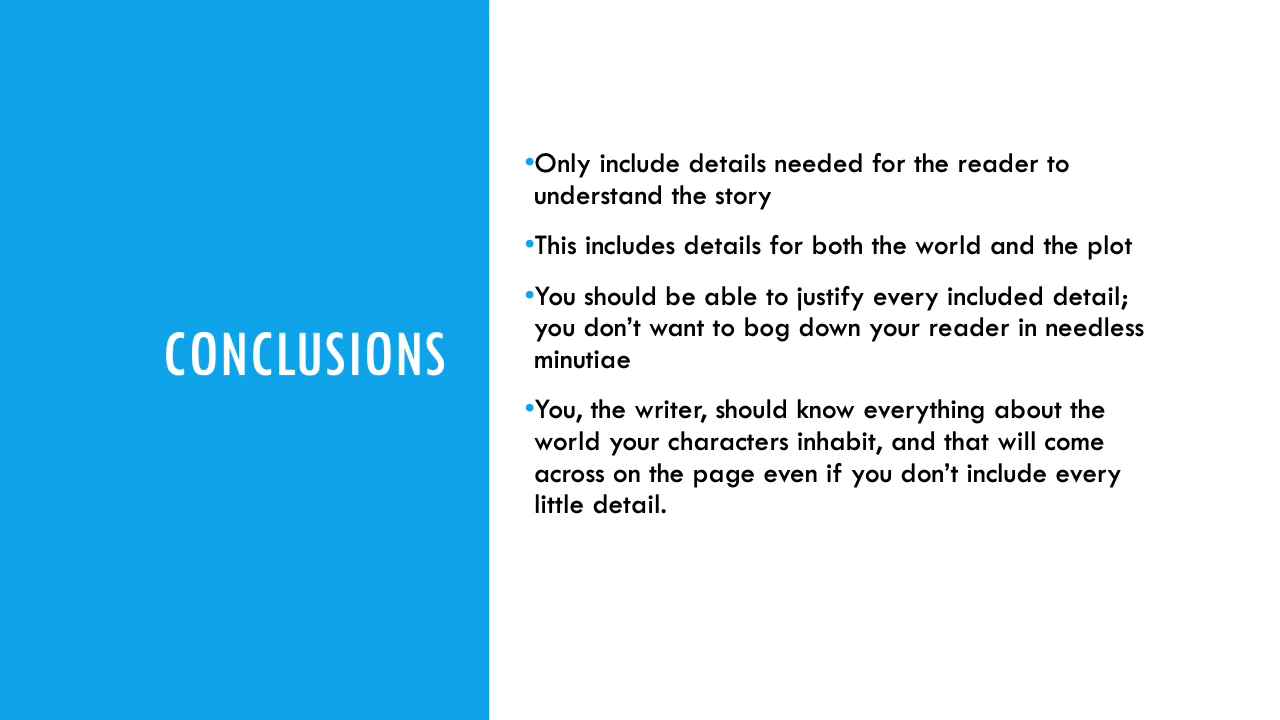 CONCLUSIONS
•Only include details needed for the reader to
understand the story
•This includes details for both the world and the plot
•You should be able to justify every included detail;
you don’t want to bog down your reader in needless
minutiae
•You, the writer, should know everything about the
world your characters inhabit, and that will come
across on the page even if you don’t include every
little detail.